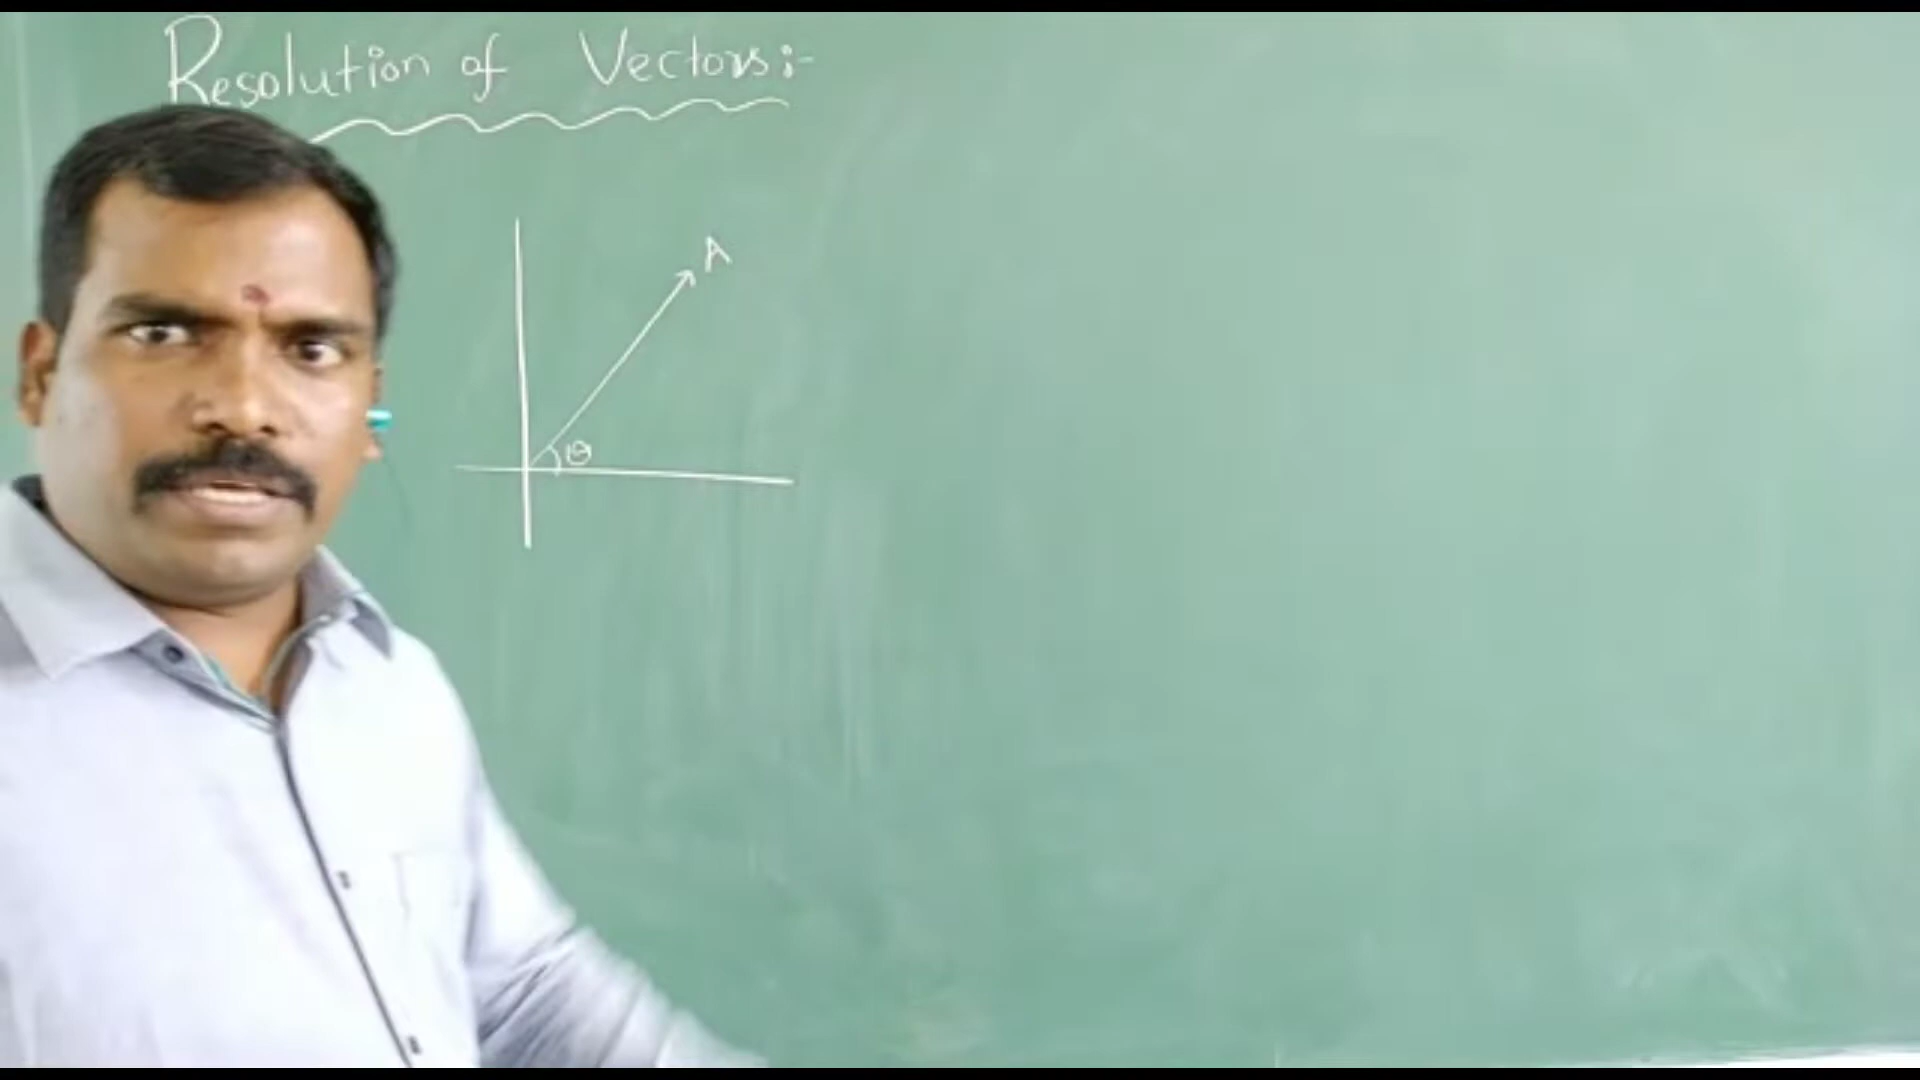 Resolution of Vectors:-
A
θ